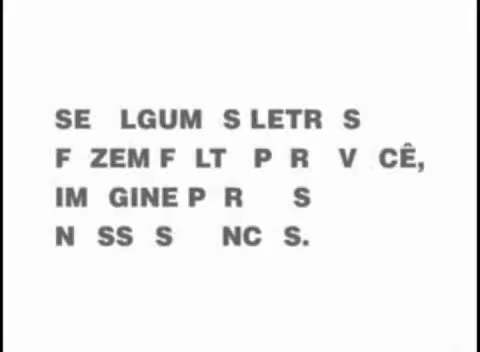 SE LGUM S LETR S
F ZEM F LT P R V CÊ,
IM GINE P R S
N SS S NC S.